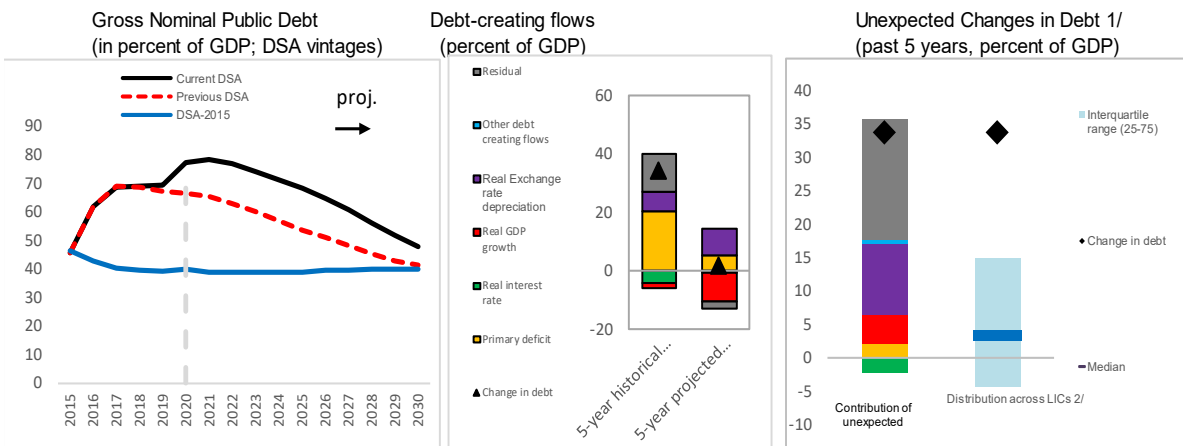 Gross Nominal Public Debt
(in percent of GDP; DSA vintages)
Current DSA
Previous DSA
DSA-2015
proj.
90
80
70
60
50
40
30
20
10
0
2015
2016
2017
2018
2019
2020
2021
2022
2023
2024
2025
2026
2027
2028
2029
2030
Debt-creating flows
(percent of GDP)
Residual
Other debt
creating flows
Real Exchange
rate
depreciation
Real GDP
growth
Real interest
rate
Primary deficit
Change in debt
60
40
20
0
-20
5-year historical...
5-year projected...
Unexpected Changes in Debt 1/
(past 5 years, percent of GDP)
40
35
30
25
20
15
10
5
0
-5
-10
Contribution of
unexpected
Distribution across LICs 2/
Interquartile
range (25-75)
Change in debt
Median